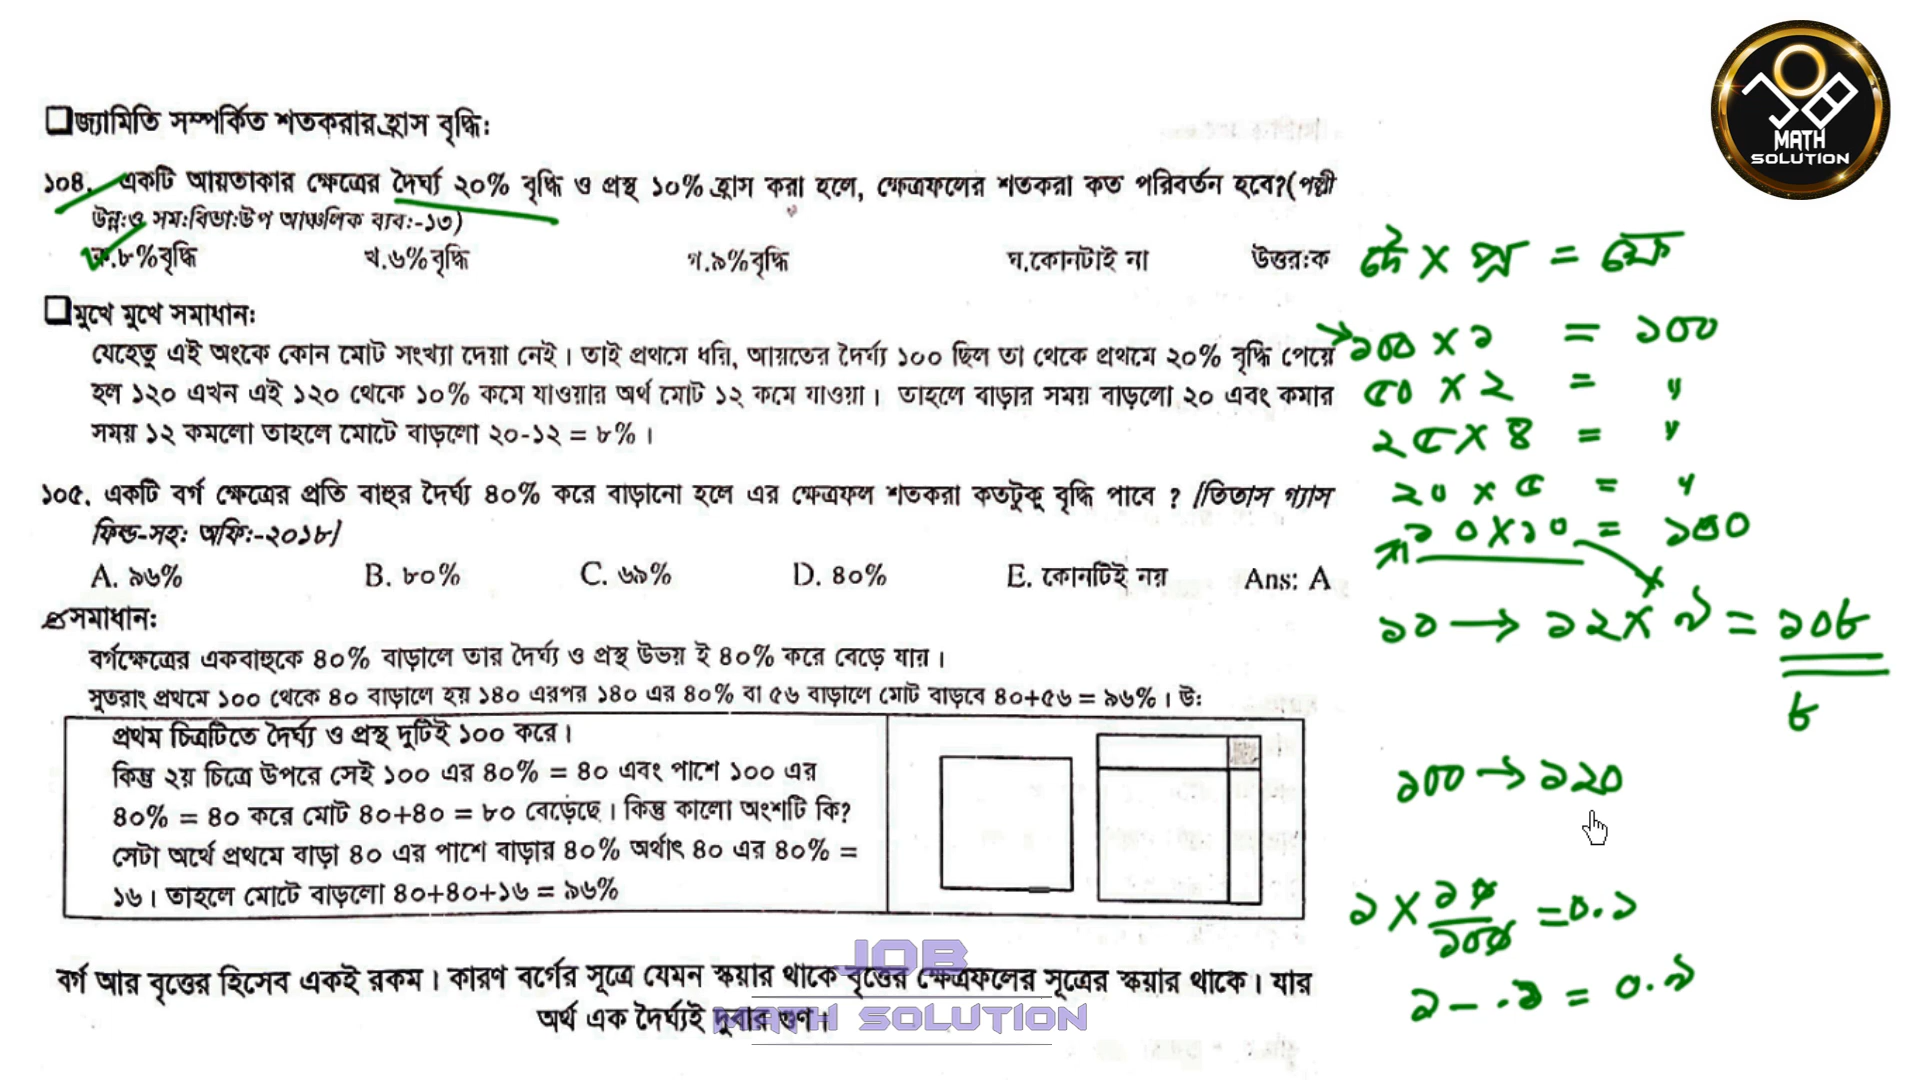 জ্যামিতি সম্পর্কিত শতকরার হ্রাস বৃদ্ধি:
১০৪. একটি আয়তাকার ক্ষেত্রের দৈর্ঘ্য ২০% বৃদ্ধি ও প্রস্থ ১০% হ্রাস করা হলে, ক্ষেত্রফলের শতকরা কত পরিবর্তন হবে?(পল্লী
উন্ন:ও সম:বিভা:উপ আঞ্চলিক ব্যব:-১৩)
ক.৮%বৃদ্ধি খ.৬%বৃদ্ধি গ.৯%বৃদ্ধি ঘ.কোনটাই না উত্তর:ক
মুখে মুখে সমাধান:
যেহেতু এই অংকে কোন মোট সংখ্যা দেয়া নেই। তাই প্রথমে ধরি, আয়তের দৈর্ঘ্য ১০০ ছিল তা থেকে প্রথমে ২০% বৃদ্ধি পেয়ে
হল ১২০ এখন এই ১২০ থেকে ১০% কমে যাওয়ার অর্থ মোট ১২ কমে যাওয়া। তাহলে বাড়ার সময় বাড়লো ২০ এবং কমার
সময় ১২ কমলো তাহলে মোটে বাড়লো ২০-১২ = ৮% ।
১০৫. একটি বর্গ ক্ষেত্রের প্রতি বাহুর দৈর্ঘ্য ৪০% করে বাড়ানো হলে এর ক্ষেত্রফল শতকরা কতটুকু বৃদ্ধি পাবে ? [তিতাস গ্যাস
ফিল্ড-সহ: অফি:-২০১৮]
A. ৯৬% B. ৮০% C. ৬৯% D. ৪০% E. কোনটিই নয় Ans: A
সমাধান:
বর্গক্ষেত্রের একবাহুকে ৪০% বাড়ালে তার দৈর্ঘ্য ও প্রস্থ উভয় ই ৪০% করে বেড়ে যায়।
সুতরাং প্রথমে ১০০ থেকে ৪০ বাড়ালে হয় ১৪০ এরপর ১৪০ এর ৪০% বা ৫৬ বাড়ালে মোট বাড়বে ৪০+৫৬ = ৯৬% । উ:
প্রথম চিত্রটিতে দৈর্ঘ্য ও প্রস্থ দুটিই ১০০ করে।
কিন্তু ২য় চিত্রে উপরে সেই ১০০ এর ৪০% = ৪০ এবং পাশে ১০০ এর
৪০% = ৪০ করে মোট ৪০+৪০ = ৮০ বেড়েছে। কিন্তু কালো অংশটি কি?
সেটা অর্থে প্রথমে বাড়া ৪০ এর পাশে বাড়ার ৪০% অর্থাৎ ৪০ এর ৪০% =
১৬। তাহলে মোটে বাড়লো ৪০+৪০+১৬ = ৯৬%
বর্গ আর বৃত্তের হিসেব একই রকম। কারণ বর্গের সূত্রে যেমন স্কয়ার থাকে বৃত্তের ক্ষেত্রফলের সূত্রের স্কয়ার থাকে। যার
অর্থ এক দৈর্ঘ্যই দুবার গুণ।
JOB
MATH SOLUTION
MATH
SOLUTION
দৈ × প্র = ক্ষে
১০০ × ১ = ১০০
৫০ × ২ = "
২৫ × ৪ = "
২০ × ৫ = "
১০ × ১০ = ১০০
১০ → ১২ × ৯ = ১০৮
৮
১০০ → ১২০
১ × ১০/১০০ = ০.১
১ - .১ = ০.৯